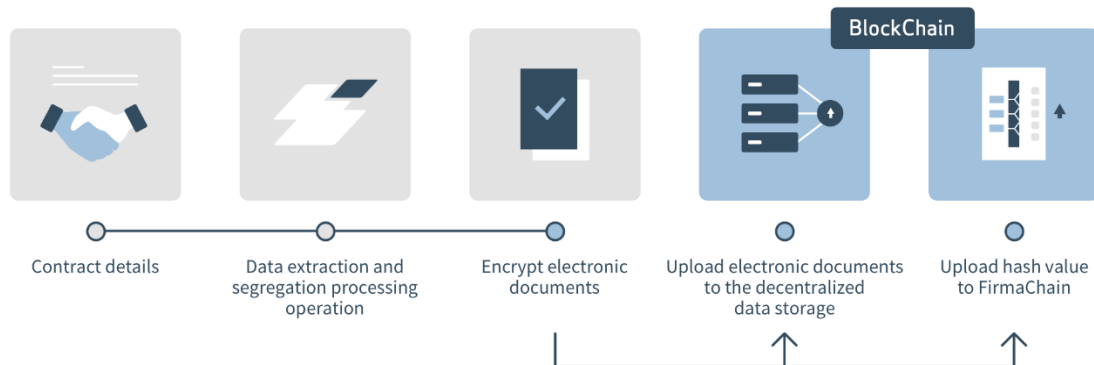 BlockChain
Contract details
Data extraction and
segregation processing
operation
Encrypt electronic
documents
Upload electronic documents
to the decentralized
data storage
Upload hash value
to FirmaChain